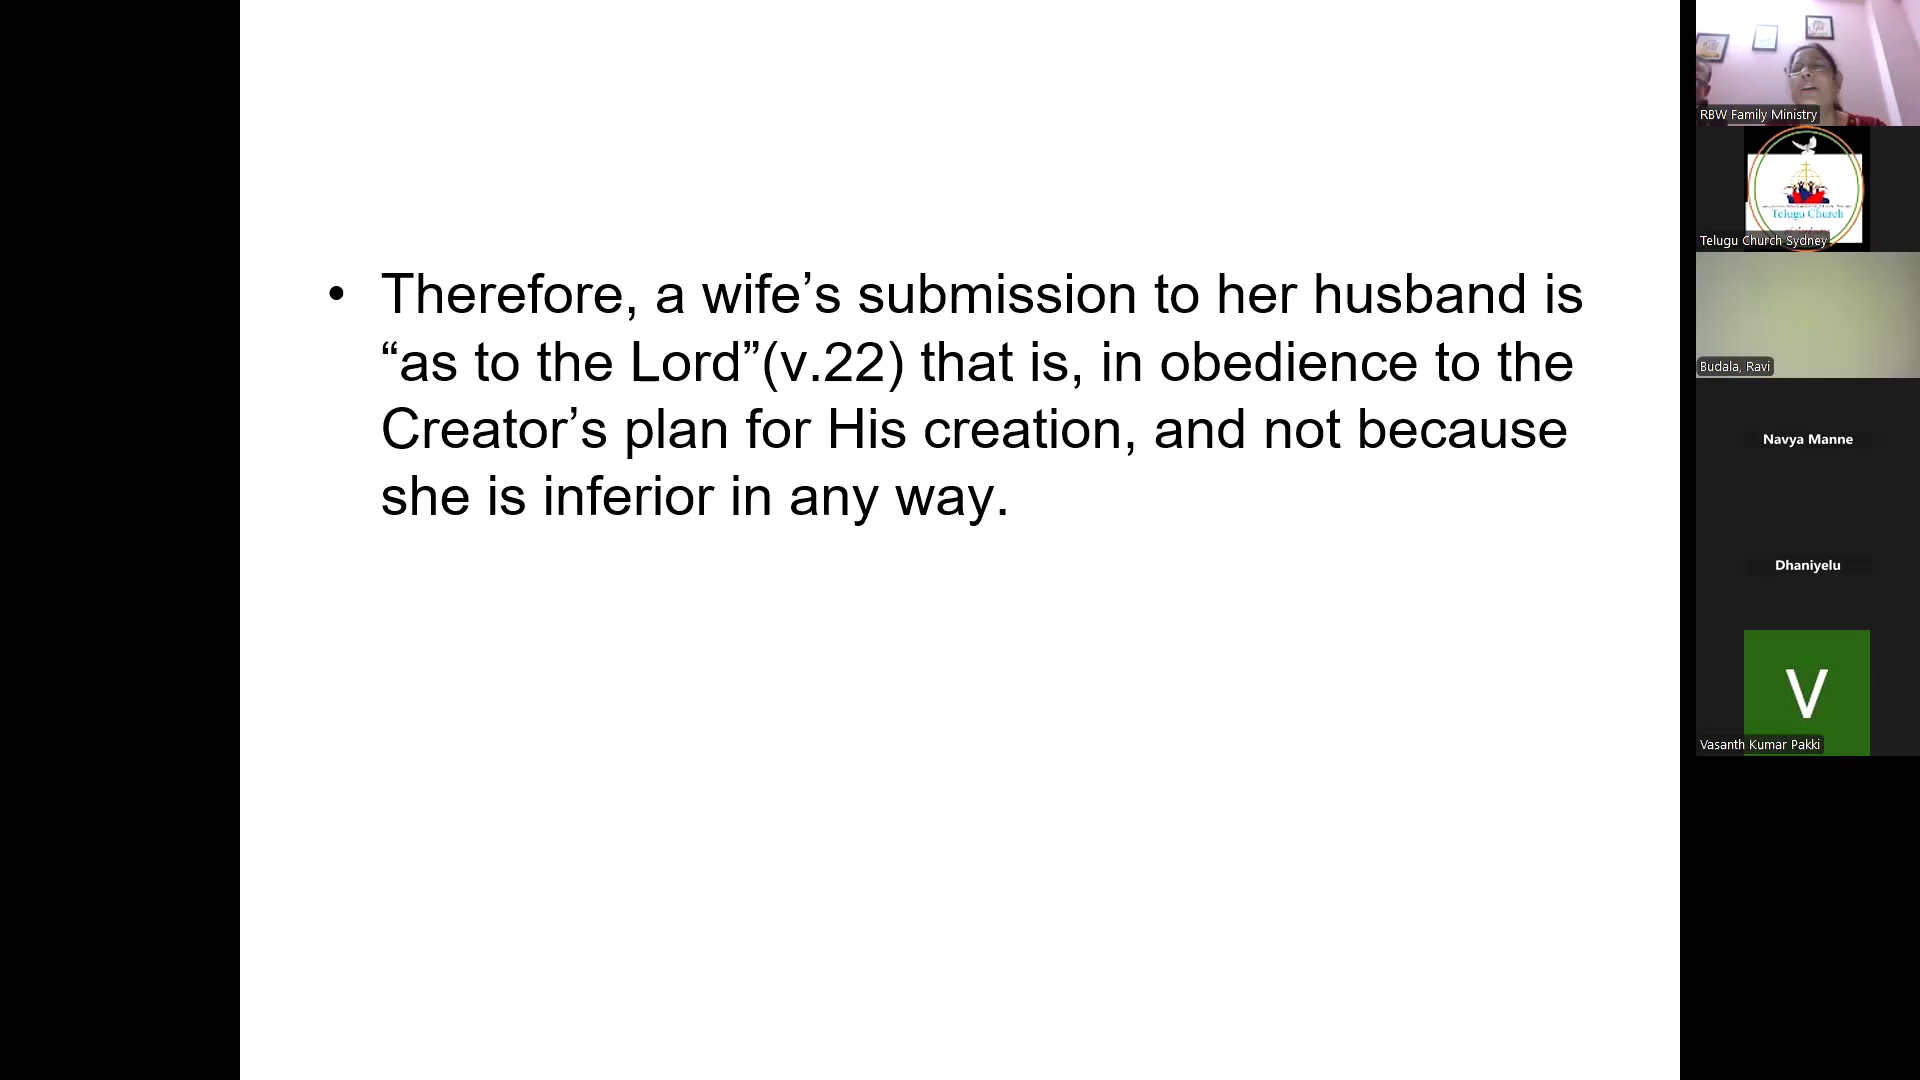 • Therefore, a wife’s submission to her husband is
“as to the Lord”(v.22) that is, in obedience to the
Creator’s plan for His creation, and not because
she is inferior in any way.
RBW Family Ministry
Telugu Church
Telugu Church Sydney
Budala, Ravi
Navya Manne
Dhaniyelu
V
Vasanth Kumar Pakki